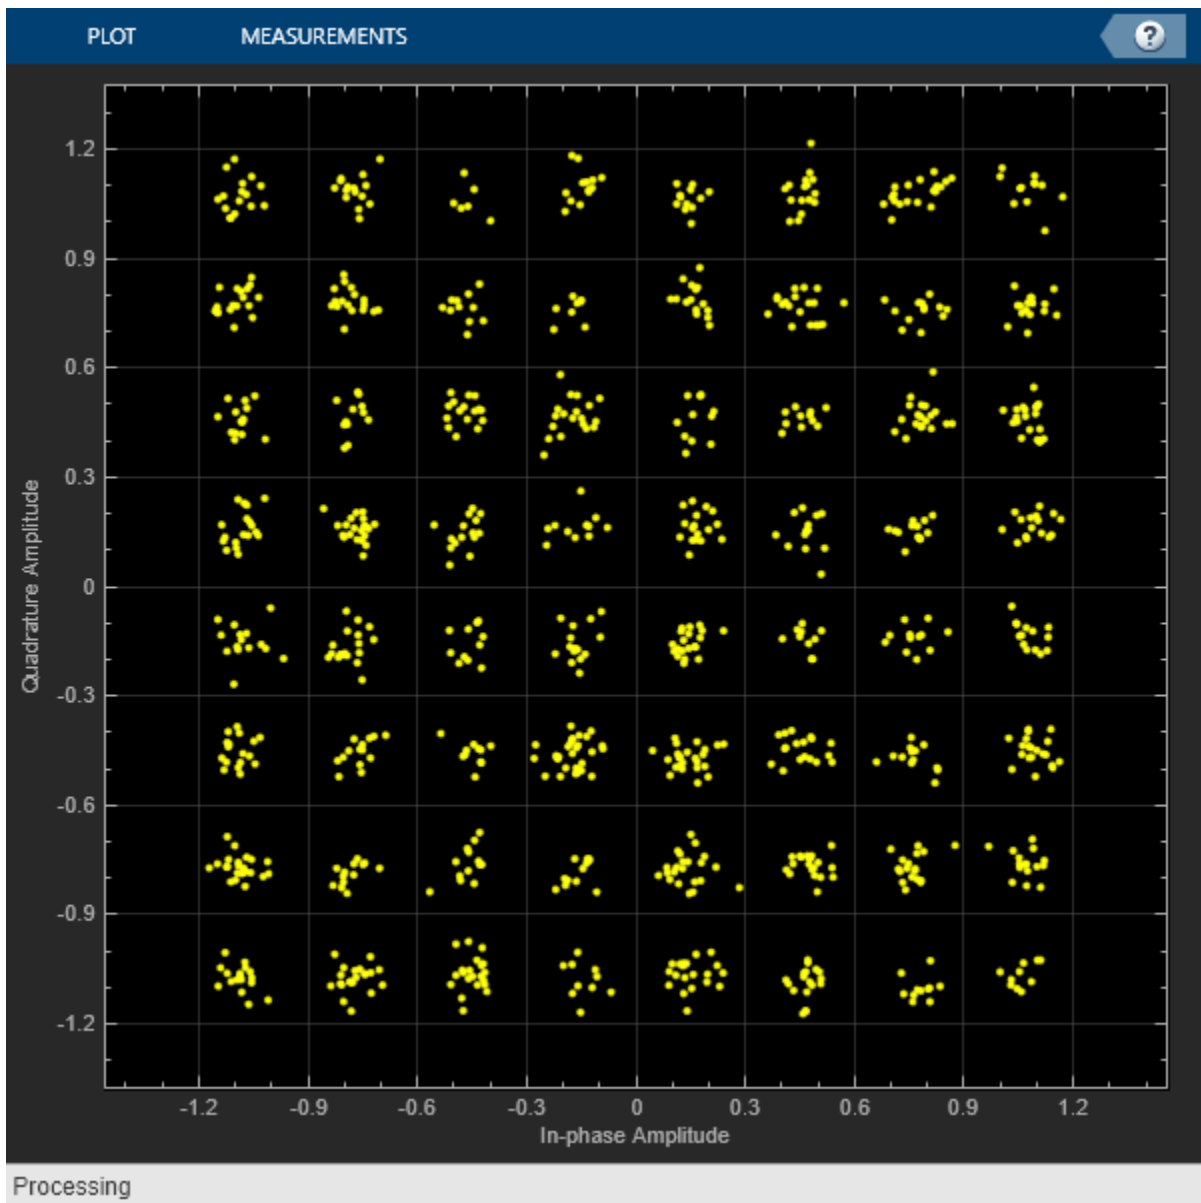 PLOT MEASUREMENTS ?
1.2
0.9
0.6
0.3
0
-0.3
-0.6
-0.9
-1.2
Quadrature Amplitude
-1.2 -0.9 -0.6 -0.3 0 0.3 0.6 0.9 1.2
In-phase Amplitude
Processing